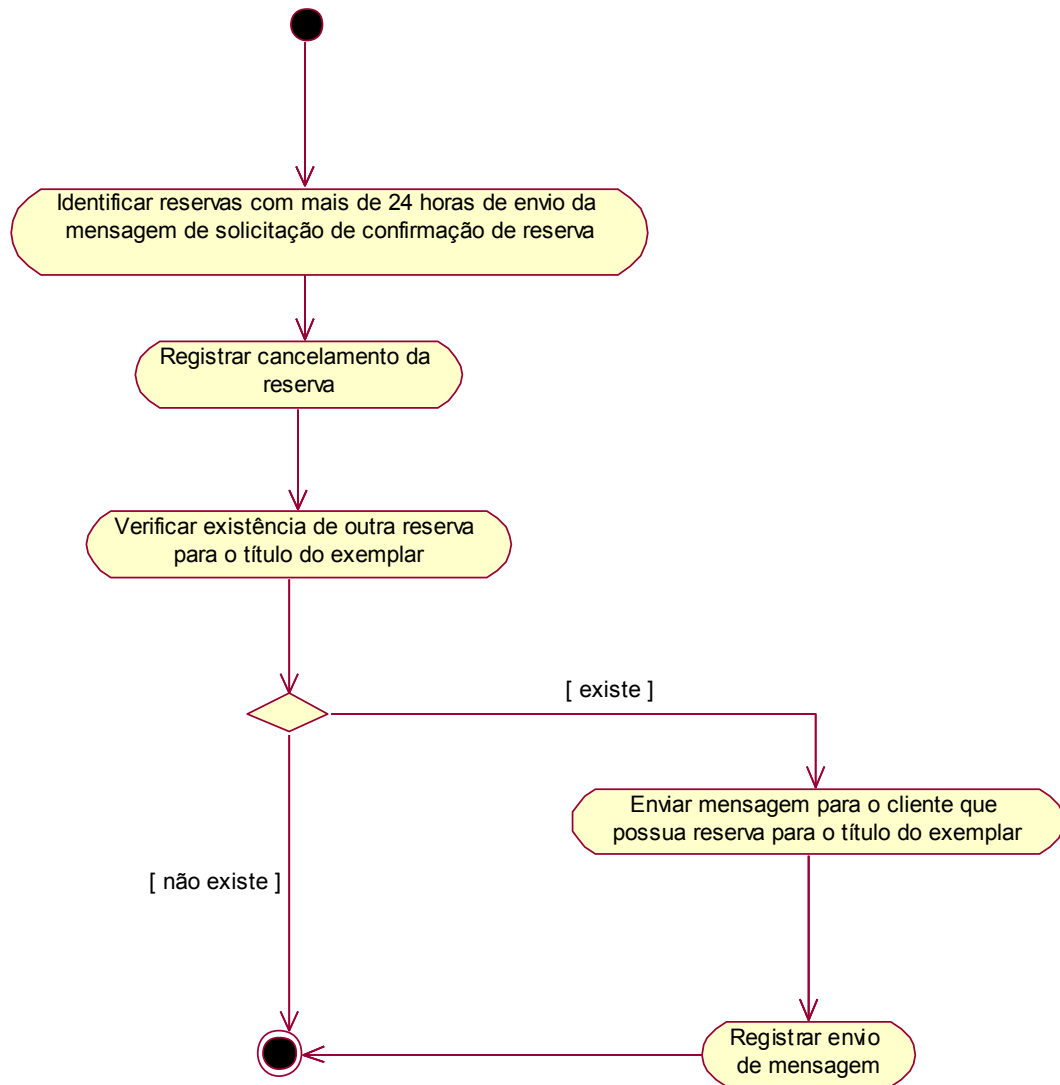 Identificar reservas com mais de 24 horas de envio da
mensagem de solicitação de confirmação de reserva
Registrar cancelamento da
reserva
Verificar existência de outra reserva
para o título do exemplar
[ existe ]
Enviar mensagem para o cliente que
possua reserva para o título do exemplar
[ não existe ]
Registrar envio
de mensagem